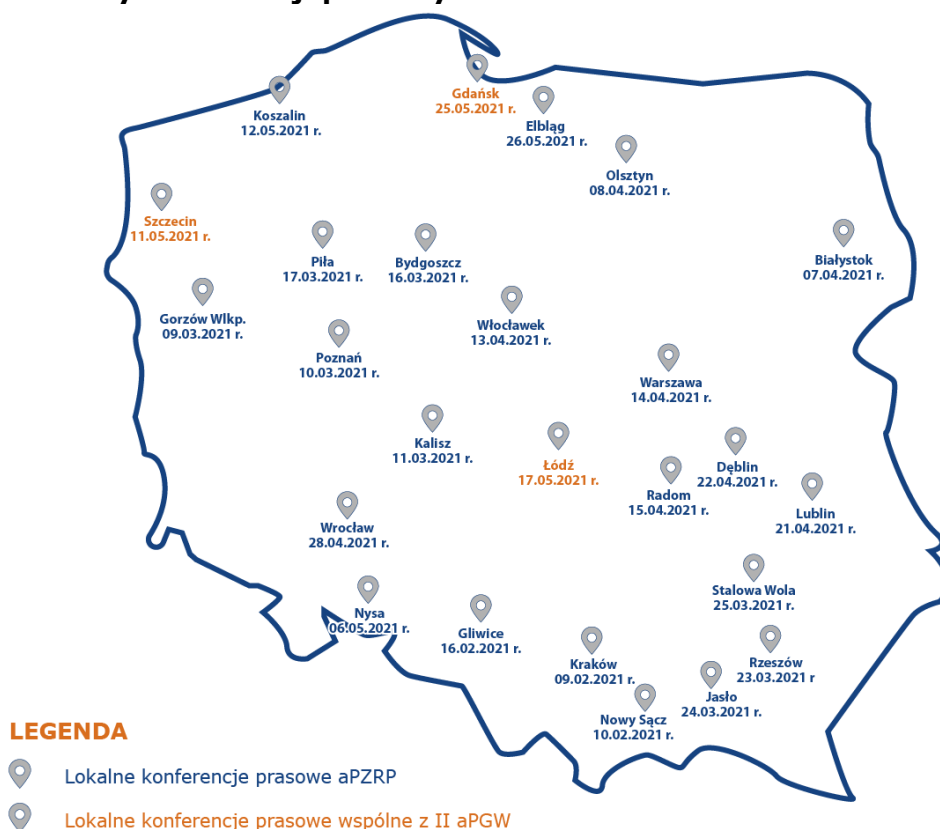 Gdańsk
25.05.2021 r.
Koszalin
12.05.2021 r.
Elbląg
26.05.2021 r.
Olsztyn
08.04.2021 r.
Szczecin
11.05.2021 r.
Piła
17.03.2021 r.
Bydgoszcz
16.03.2021 r.
Białystok
07.04.2021 r.
Gorzów Wlkp.
09.03.2021 r.
Włocławek
13.04.2021 r.
Poznań
10.03.2021 r.
Warszawa
14.04.2021 r.
Kalisz
11.03.2021 r.
Łódź
17.05.2021 r.
Dęblin
22.04.2021 r.
Radom
15.04.2021 r.
Lublin
21.04.2021 r.
Wrocław
28.04.2021 r.
Stalowa Wola
25.03.2021 r.
Nysa
06.05.2021 r.
Gliwice
16.02.2021 r.
Kraków
09.02.2021 r.
Rzeszów
23.03.2021 r
Jasło
24.03.2021 r.
Nowy Sącz
10.02.2021 r.
LEGENDA
Lokalne konferencje prasowe aPZRP
Lokalne konferencje prasowe wspólne z II aPGW